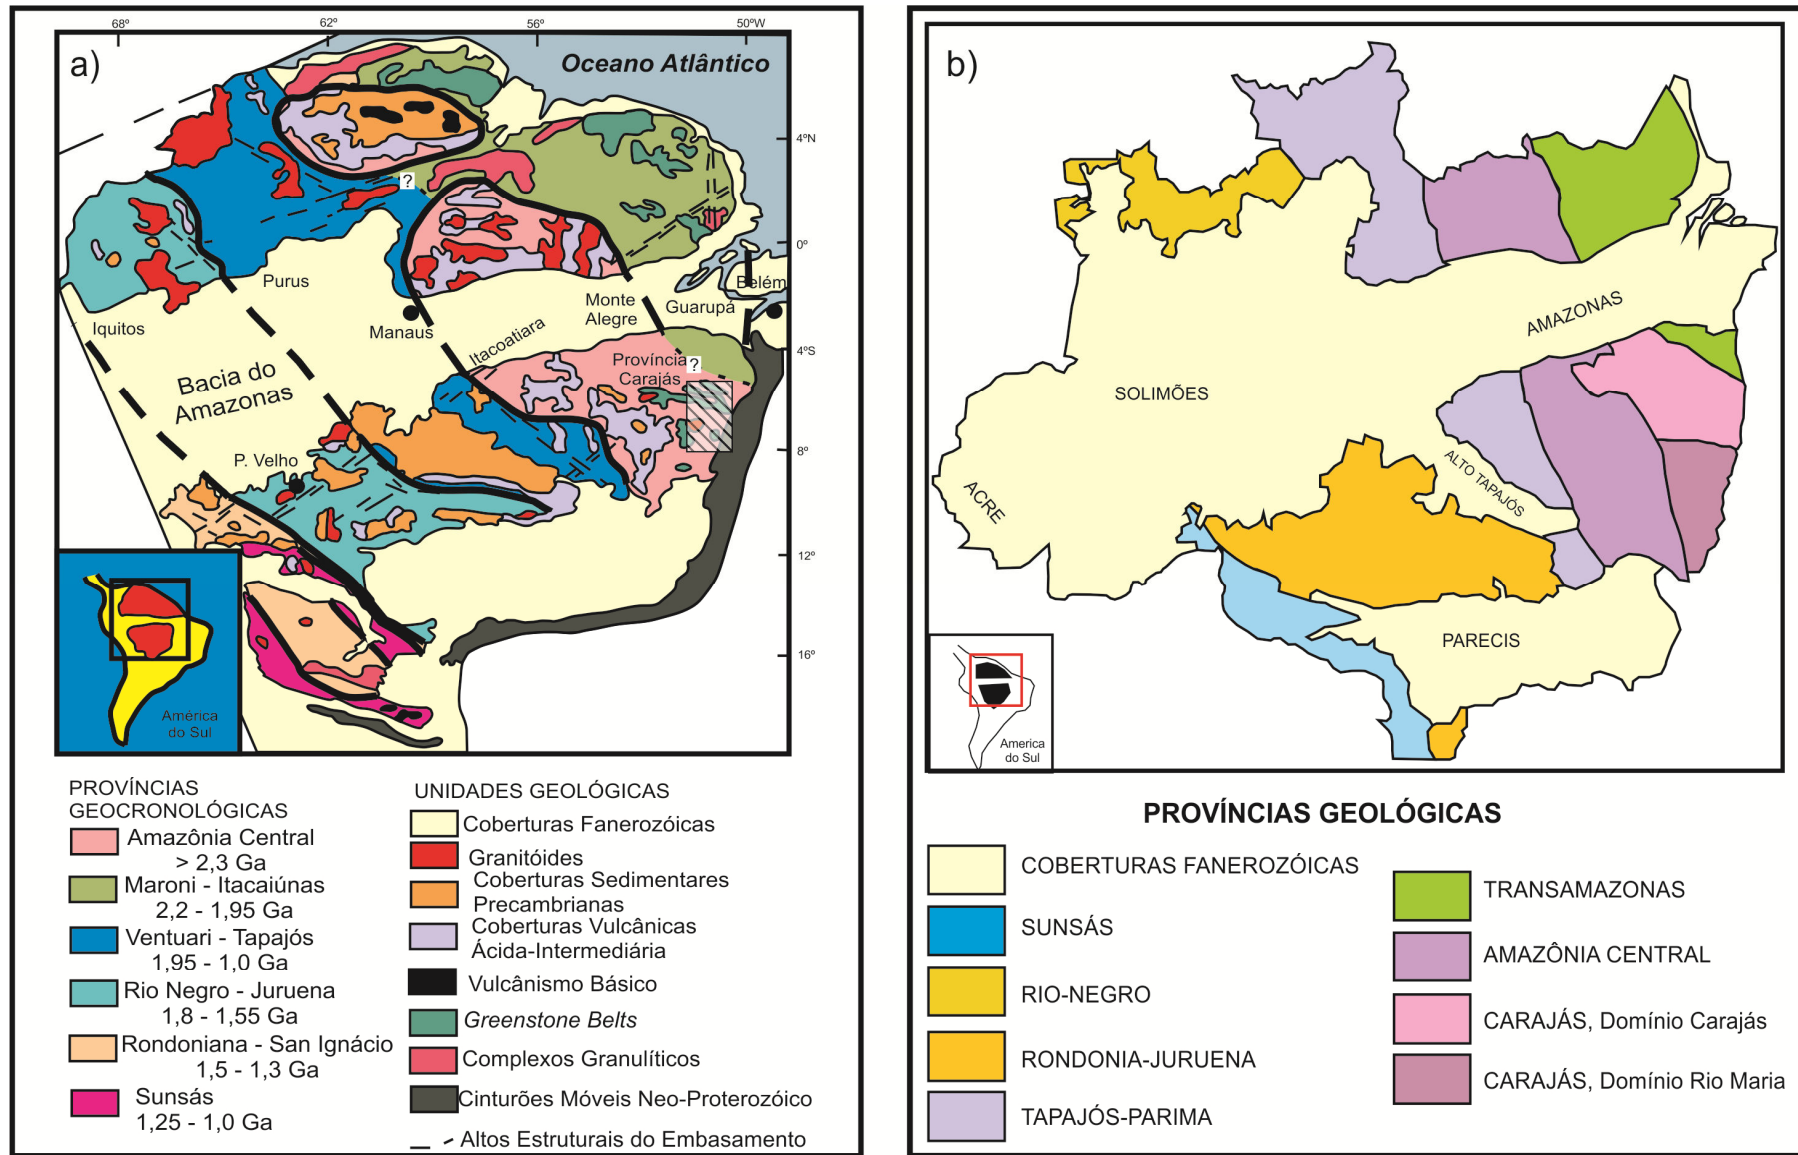 a)
68º
62º
56º
50ºW
Oceano Atlântico
4ºN
0º
4ºS
8º
12º
16º
?
Purus
Iquitos
Manaus
Itacoatiara
Monte
Alegre
Guarupá
Belém
Bacia do
Amazonas
Província
Carajás
?
P. Velho
América
do Sul
PROVÍNCIAS
GEOCRONOLÓGICAS
Amazônia Central
> 2,3 Ga
Maroni - Itacaiúnas
2,2 - 1,95 Ga
Ventuari - Tapajós
1,95 - 1,0 Ga
Rio Negro - Juruena
1,8 - 1,55 Ga
Rondoniana - San Ignácio
1,5 - 1,3 Ga
Sunsás
1,25 - 1,0 Ga
UNIDADES GEOLÓGICAS
Coberturas Fanerozóicas
Granitóides
Coberturas Sedimentares
Precambrianas
Coberturas Vulcânicas
Ácida-Intermediária
Vulcânismo Básico
Greenstone Belts
Complexos Granulíticos
Cinturões Móveis Neo-Proterozóico
Altos Estruturais do Embasamento
b)
AMAZONAS
SOLIMÕES
ALTO TAPAJÓS
ACRE
PARECIS
America
do Sul
PROVÍNCIAS GEOLÓGICAS
COBERTURAS FANEROZÓICAS
SUNSÁS
RIO-NEGRO
RONDONIA-JURUENA
TAPAJÓS-PARIMA
TRANSAMAZONAS
AMAZÔNIA CENTRAL
CARAJÁS, Domínio Carajás
CARAJÁS, Domínio Rio Maria